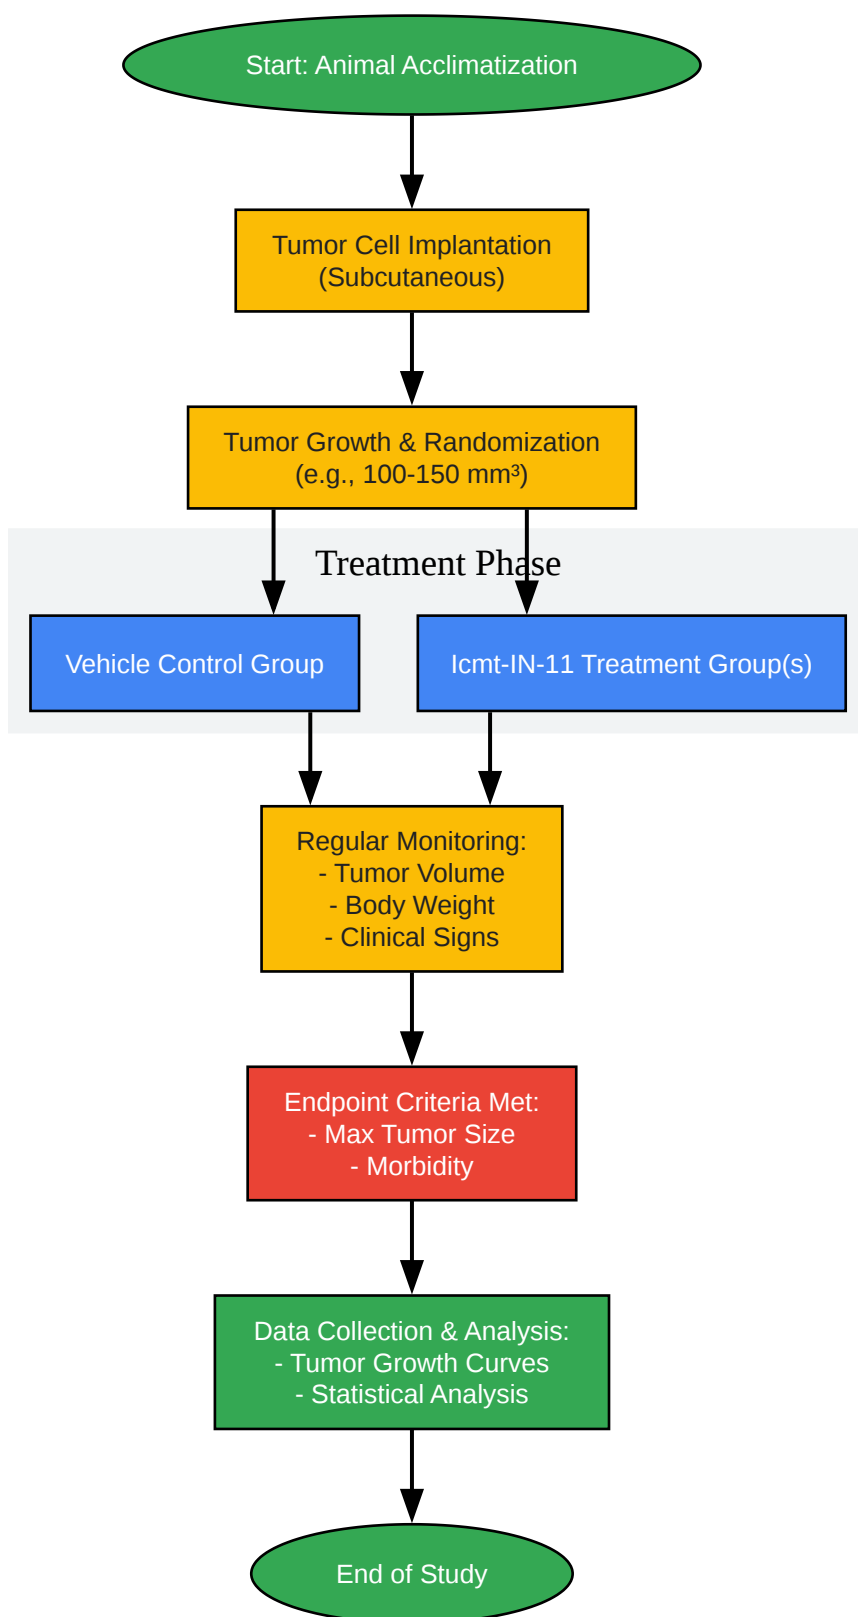 Start: Animal Acclimatization
Tumor Cell Implantation
(Subcutaneous)
Tumor Growth & Randomization
(e.g., 100-150 mm³)
Treatment Phase
Vehicle Control Group
Icmt-IN-11 Treatment Group(s)
Regular Monitoring:
- Tumor Volume
- Body Weight
- Clinical Signs
Endpoint Criteria Met:
- Max Tumor Size
- Morbidity
Data Collection & Analysis:
- Tumor Growth Curves
- Statistical Analysis
End of Study